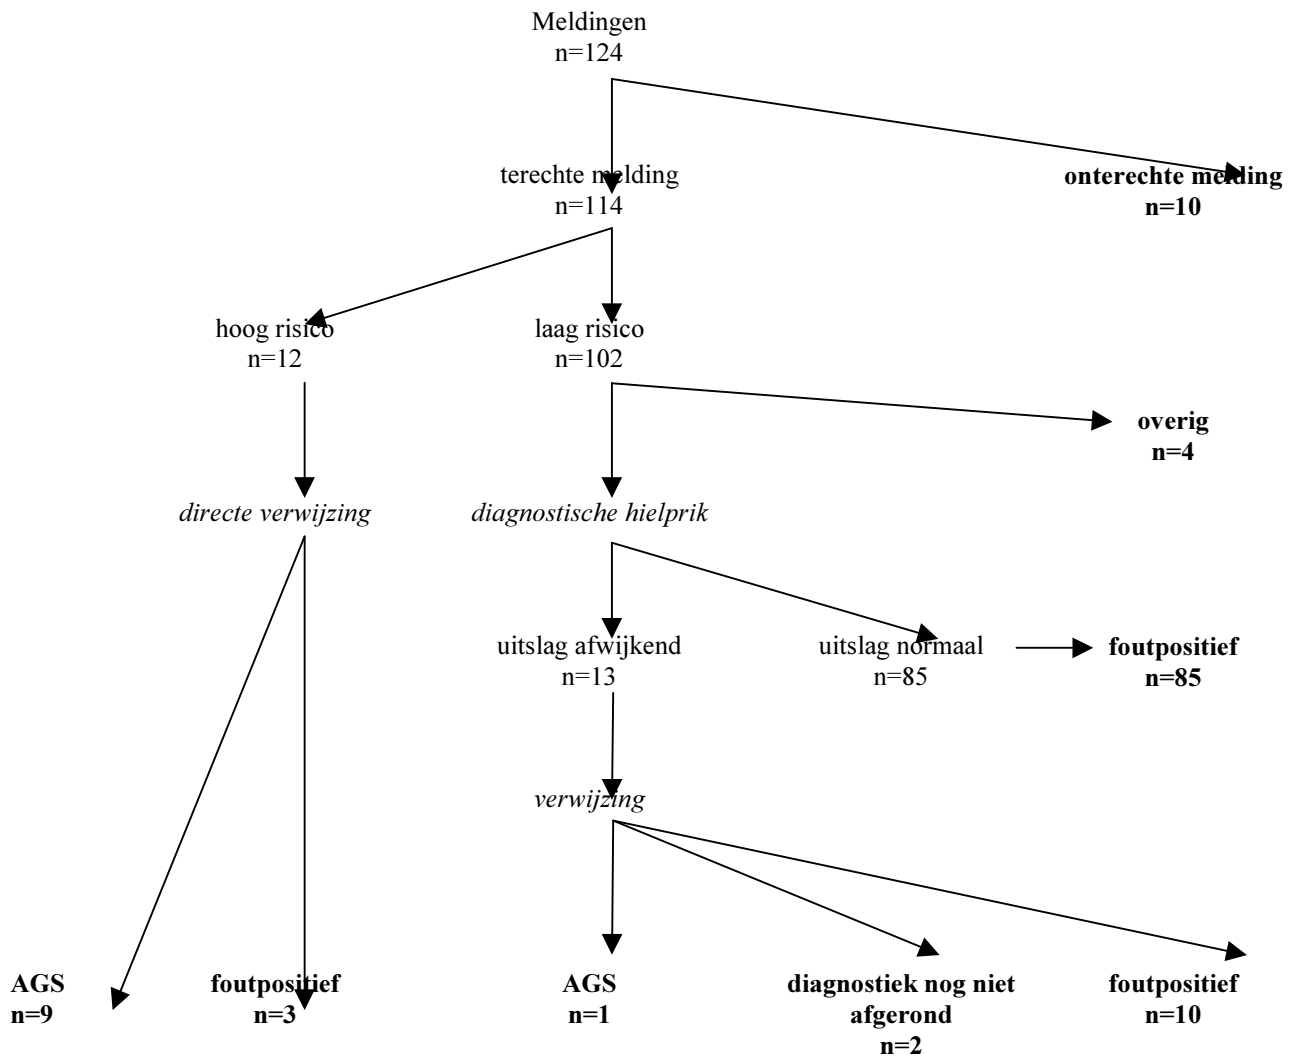 Meldingen
n=124
terechte melding
n=114
onterechte melding
n=10
hoog risico
n=12
laag risico
n=102
overig
n=4
directe verwijzing
diagnostische hielprik
uitslag afwijkend
n=13
uitslag normaal
n=85
foutpositief
n=85
verwijzing
AGS
n=9
foutpositief
n=3
AGS
n=1
diagnostiek nog niet
afgerond
n=2
foutpositief
n=10